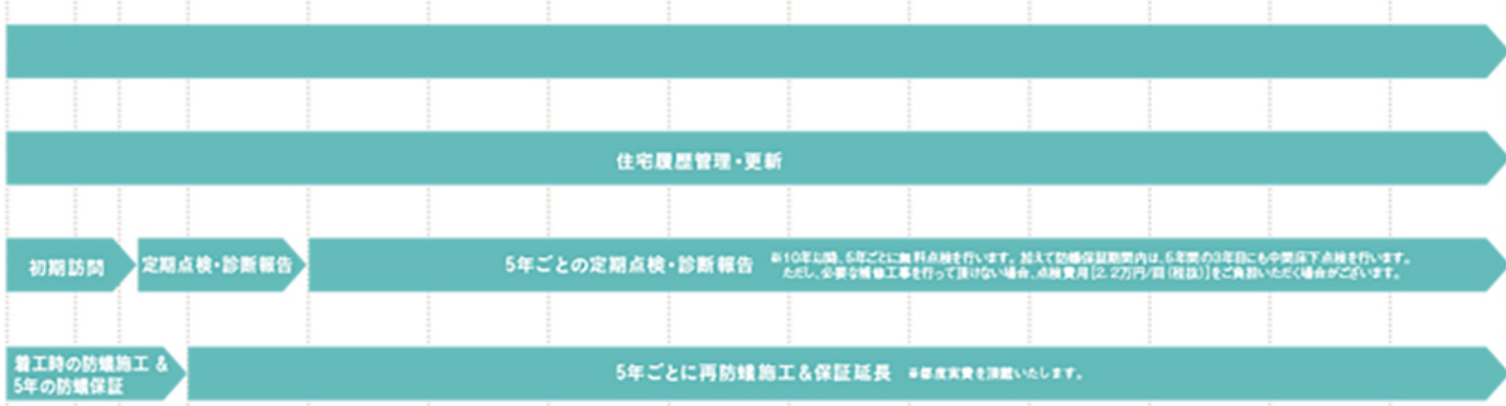 住宅履歴管理・更新
初期訪問
定期点検・診断報告
5年ごとの定期点検・診断報告
※10年以降、5年ごとに無料点検を行います。加えて防蟻保証期間内は、5年間の3年目にも中間床下点検を行います。
ただし、必要な補修工事を行って頂けない場合、点検費用[2.2万円/回(税抜)]をご負担いただく場合がございます。
着工時の防蟻施工 &
5年の防蟻保証
5年ごとに再防蟻施工&保証延長 ※都度実費を頂戴いたします。